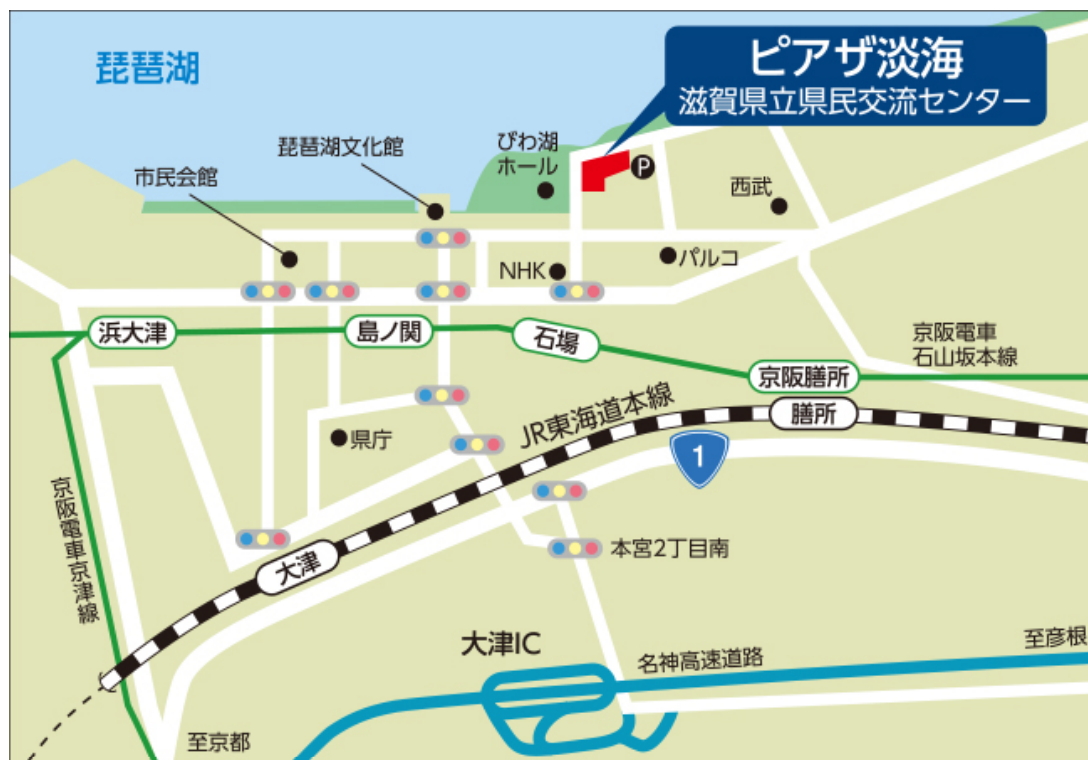 琵琶湖
ピアザ淡海
滋賀県立県民交流センター
琵琶湖文化館
びわ湖
ホール
市民会館
P
西武
NHK
パルコ
浜大津
島ノ関
石場
京阪電車
石山坂本線
京阪膳所
膳所
JR東海道本線
県庁
1
京阪電車京津線
大津
本宮2丁目南
大津IC
名神高速道路
至彦根
至京都